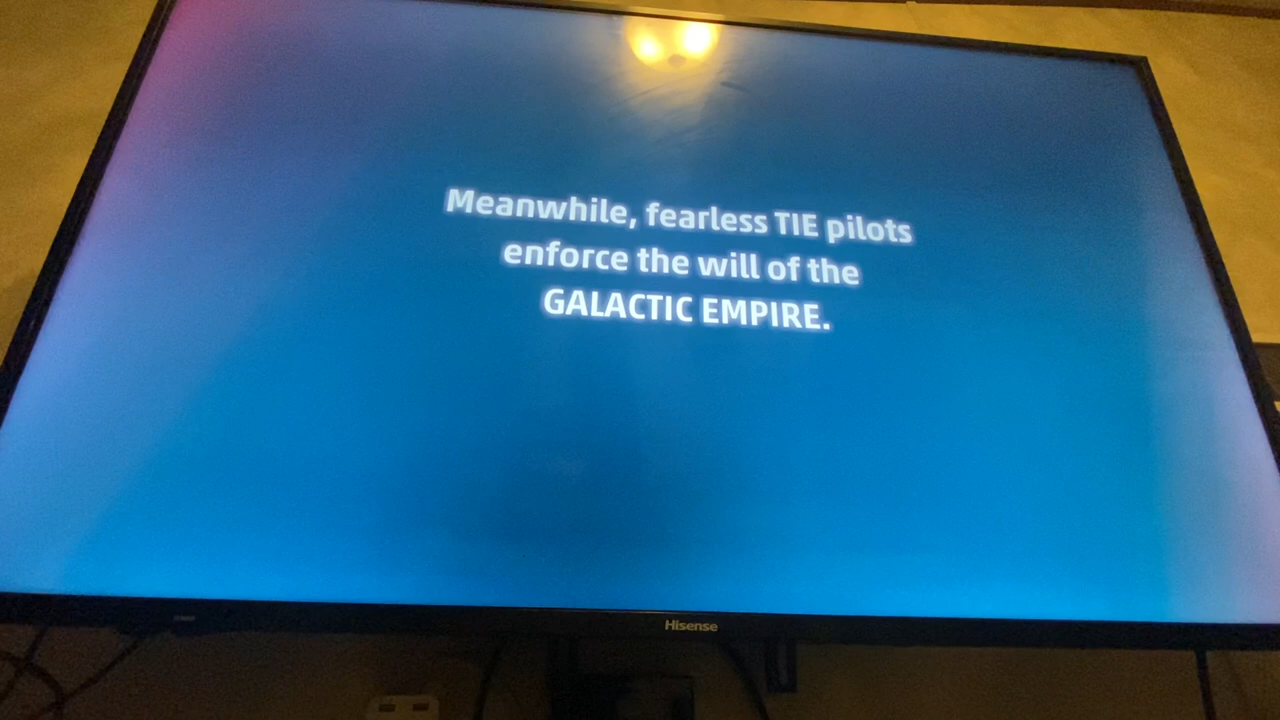 Meanwhile, fearless TIE pilots
enforce the will of the
GALACTIC EMPIRE.
Hisense